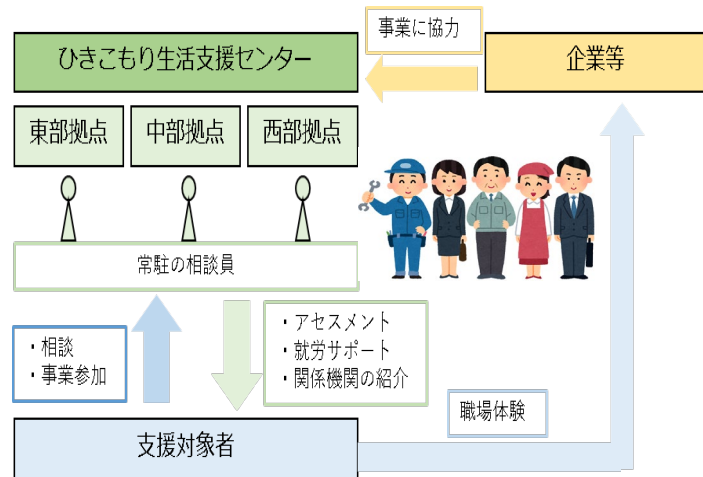 事業に協力
ひきこもり生活支援センター
企業等
東部拠点
中部拠点
西部拠点
常駐の相談員
・相談
・事業参加
・アセスメント
・就労サポート
・関係機関の紹介
職場体験
支援対象者